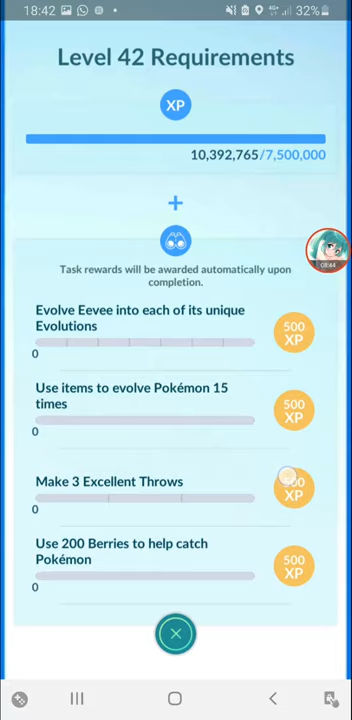 18:42
4G+
32%
Level 42 Requirements
XP
10,392,765/7,500,000
+
08:44
Task rewards will be awarded automatically upon
completion.
Evolve Eevee into each of its unique
Evolutions
500
XP
0
Use items to evolve Pokémon 15
times
500
XP
0
Make 3 Excellent Throws
500
XP
0
Use 200 Berries to help catch
Pokémon
500
XP
0